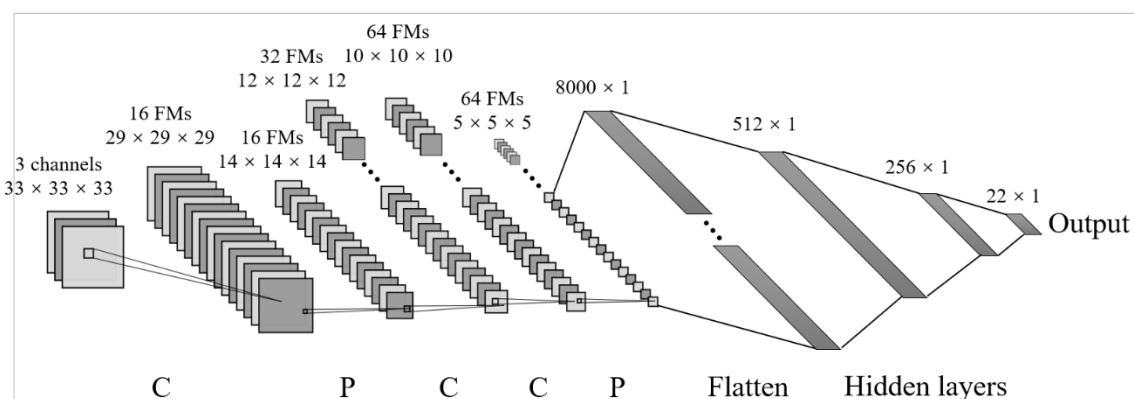 3 channels
33 × 33 × 33
16 FMs
29 × 29 × 29
16 FMs
14 × 14 × 14
32 FMs
12 × 12 × 12
64 FMs
10 × 10 × 10
64 FMs
5 × 5 × 5
8000 × 1
512 × 1
256 × 1
22 × 1
Output
C
P
C
C
P
Flatten
Hidden layers